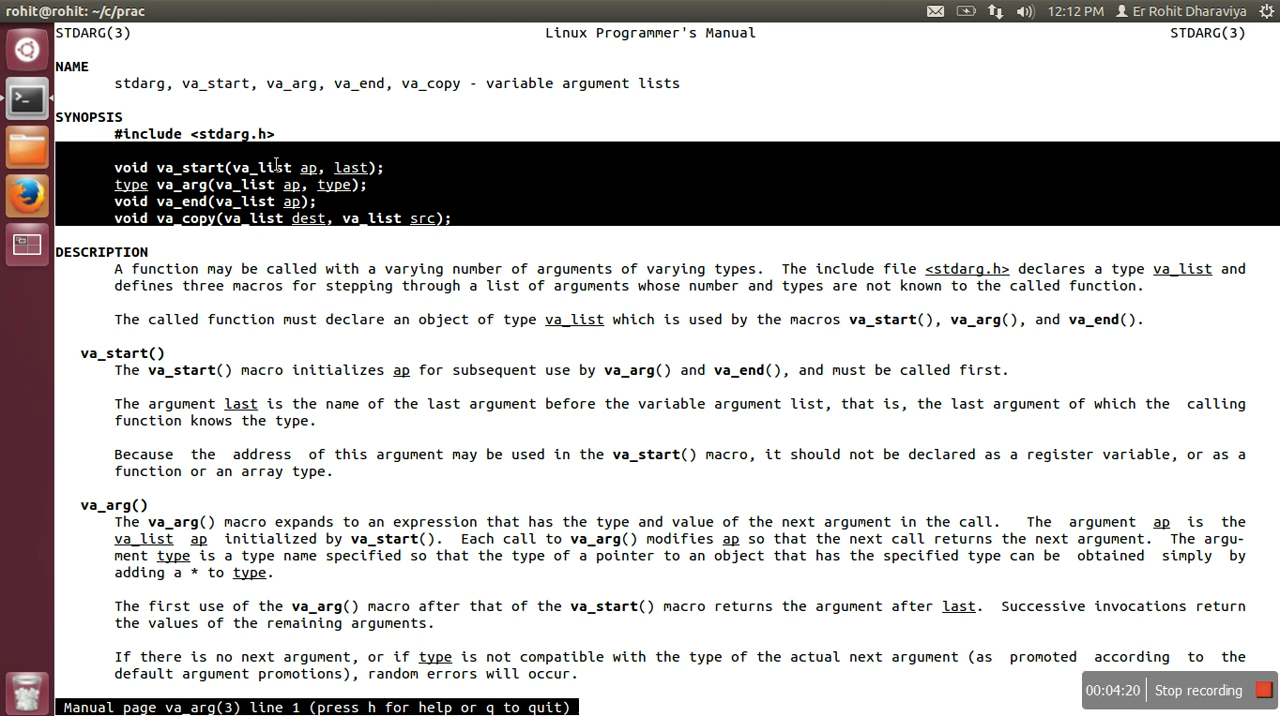 rohit@rohit: ~/c/prac
12:12 PM
Er Rohit Dharaviya
STDARG(3) Linux Programmer's Manual STDARG(3)
NAME
stdarg, va_start, va_arg, va_end, va_copy - variable argument lists
SYNOPSIS
#include <stdarg.h>
void va_start(va_list ap, last);
type va_arg(va_list ap, type);
void va_end(va_list ap);
void va_copy(va_list dest, va_list src);
DESCRIPTION
A function may be called with a varying number of arguments of varying types. The include file <stdarg.h> declares a type va_list and
defines three macros for stepping through a list of arguments whose number and types are not known to the called function.
The called function must declare an object of type va_list which is used by the macros va_start(), va_arg(), and va_end().
va_start()
The va_start() macro initializes ap for subsequent use by va_arg() and va_end(), and must be called first.
The argument last is the name of the last argument before the variable argument list, that is, the last argument of which the calling
function knows the type.
Because the address of this argument may be used in the va_start() macro, it should not be declared as a register variable, or as a
function or an array type.
va_arg()
The va_arg() macro expands to an expression that has the type and value of the next argument in the call. The argument ap is the
va_list ap initialized by va_start(). Each call to va_arg() modifies ap so that the next call returns the next argument. The argu-
ment type is a type name specified so that the type of a pointer to an object that has the specified type can be obtained simply by
adding a * to type.
The first use of the va_arg() macro after that of the va_start() macro returns the argument after last. Successive invocations return
the values of the remaining arguments.
If there is no next argument, or if type is not compatible with the type of the actual next argument (as promoted according to the
default argument promotions), random errors will occur.
Manual page va_arg(3) line 1 (press h for help or q to quit)
00:04:20 Stop recording